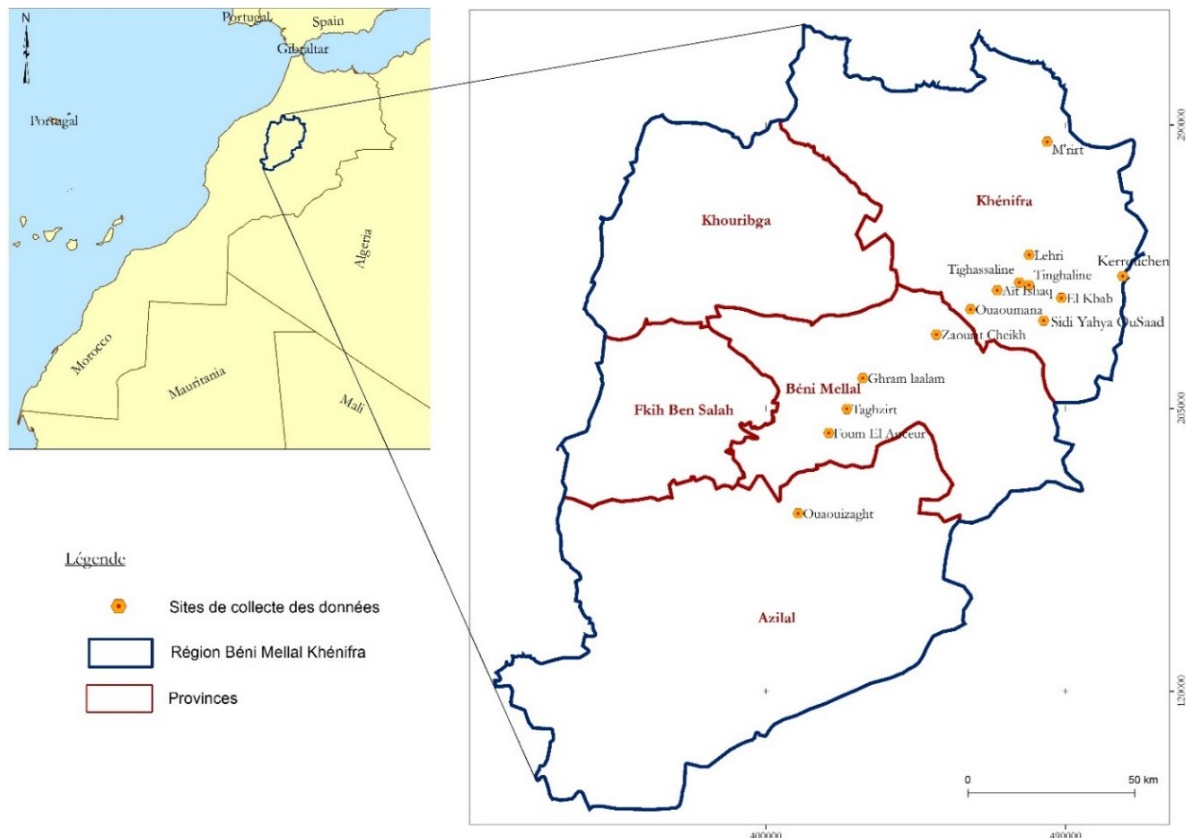 N
Portugal
Spain
Gibraltar
Portugal
Algeria
Morocco
Mauritania
Mali
Légende
Sites de collecte des données
Région Béni Mellal Khénifra
Provinces
M'rirt
Khénifra
Khouribga
Lehri
Kerrouchen
Tighassaline
Tinghaline
Ait Ishaq
El Kbab
Ouaoumana
Sidi Yahya OuSaad
Zaouit Cheikh
Ghram laalam
Béni Mellal
Fkih Ben Salah
Taghzirt
Foum El Anceur
Ouaouizaght
Azilal
290000
205000
120000
0
50 km
400000
490000